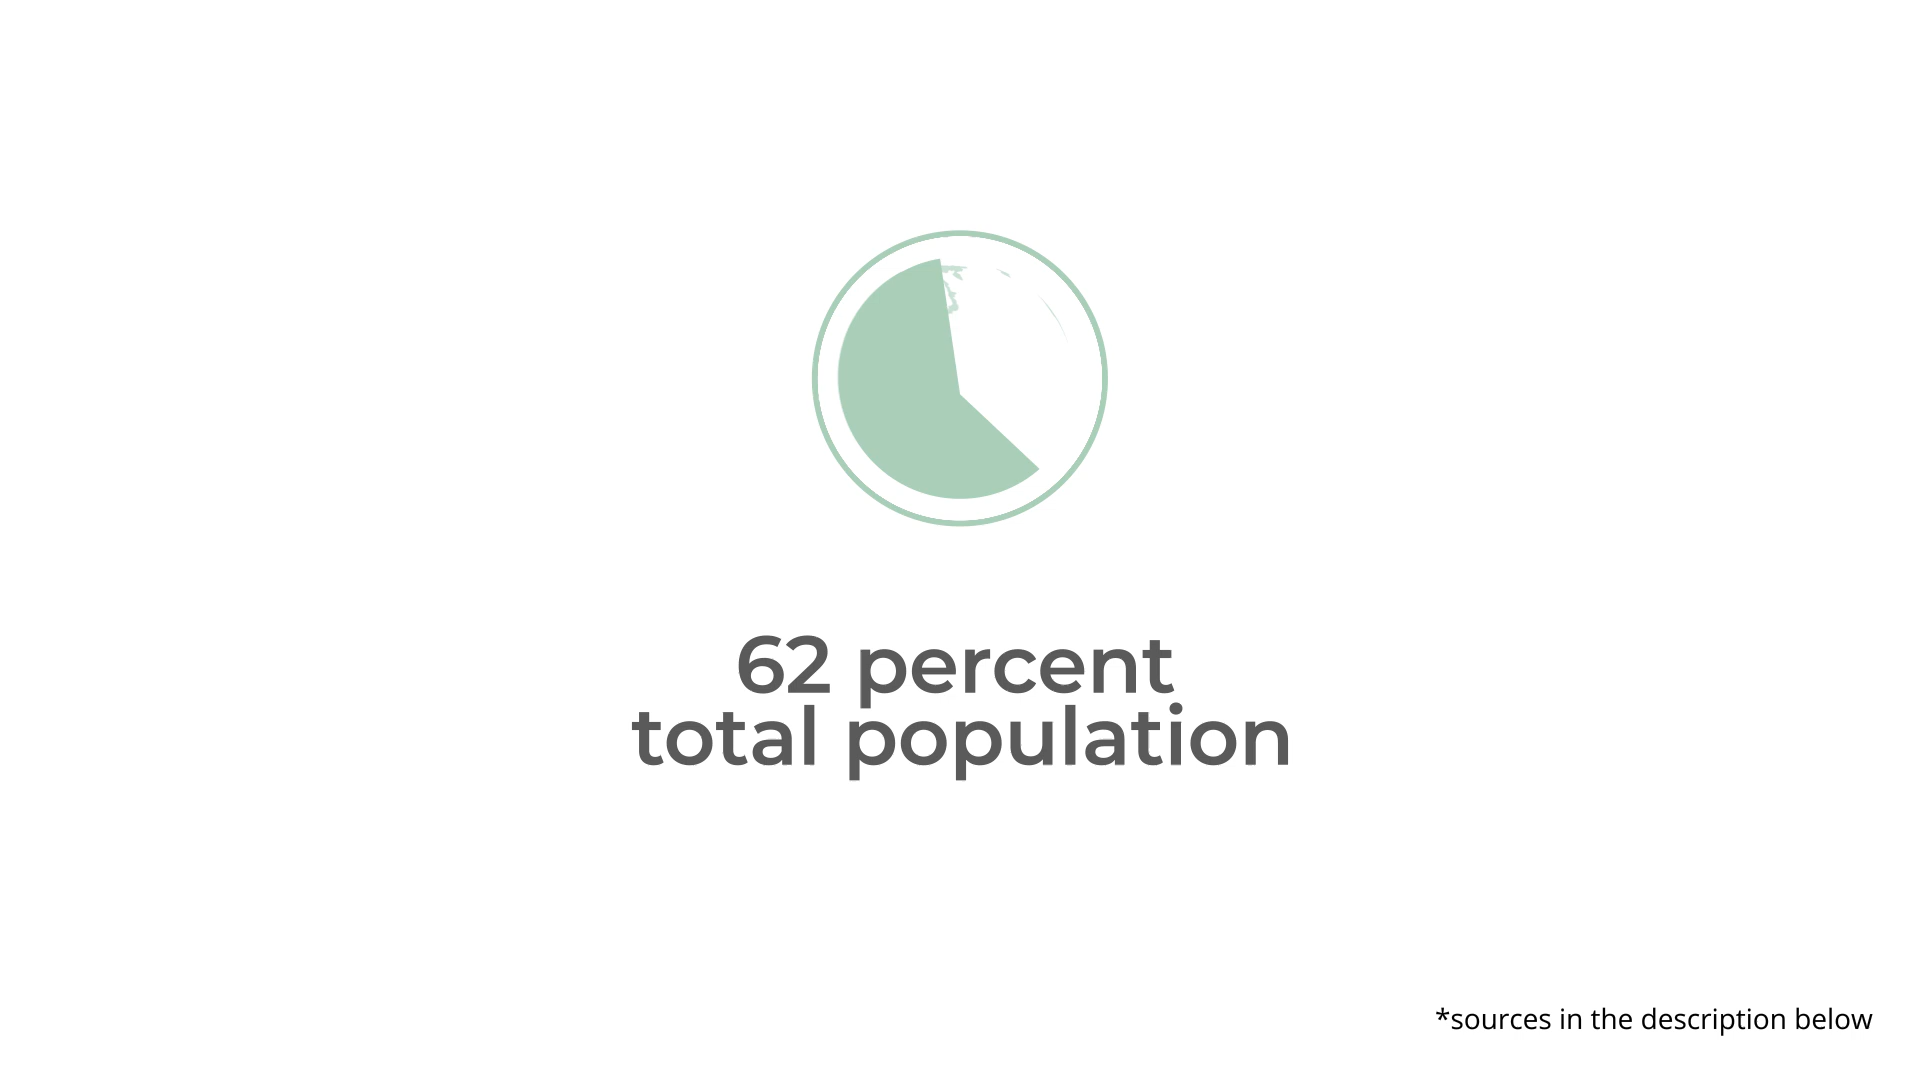 62 percent
total population
*sources in the description below